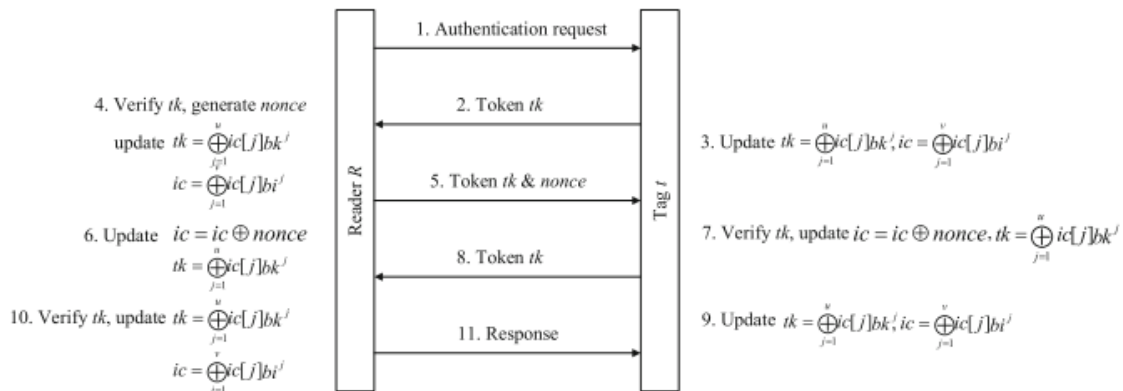 1. Authentication request
4. Verify tk, generate nonce
2. Token tk
update tk = ⊕_{j=1}^{u} ic[j]bk^j
3. Update tk = ⊕_{j=1}^{u} ic[j]bk^j, ic = ⊕_{j=1}^{v} ic[j]bi^j
ic = ⊕_{j=1}^{v} ic[j]bi^j
5. Token tk & nonce
Reader R
Tag t
6. Update ic = ic ⊕ nonce
7. Verify tk, update ic = ic ⊕ nonce, tk = ⊕_{j=1}^{u} ic[j]bk^j
tk = ⊕_{j=1}^{u} ic[j]bk^j
8. Token tk
10. Verify tk, update tk = ⊕_{j=1}^{u} ic[j]bk^j
9. Update tk = ⊕_{j=1}^{u} ic[j]bk^j, ic = ⊕_{j=1}^{v} ic[j]bi^j
11. Response
ic = ⊕_{j=1}^{v} ic[j]bi^j